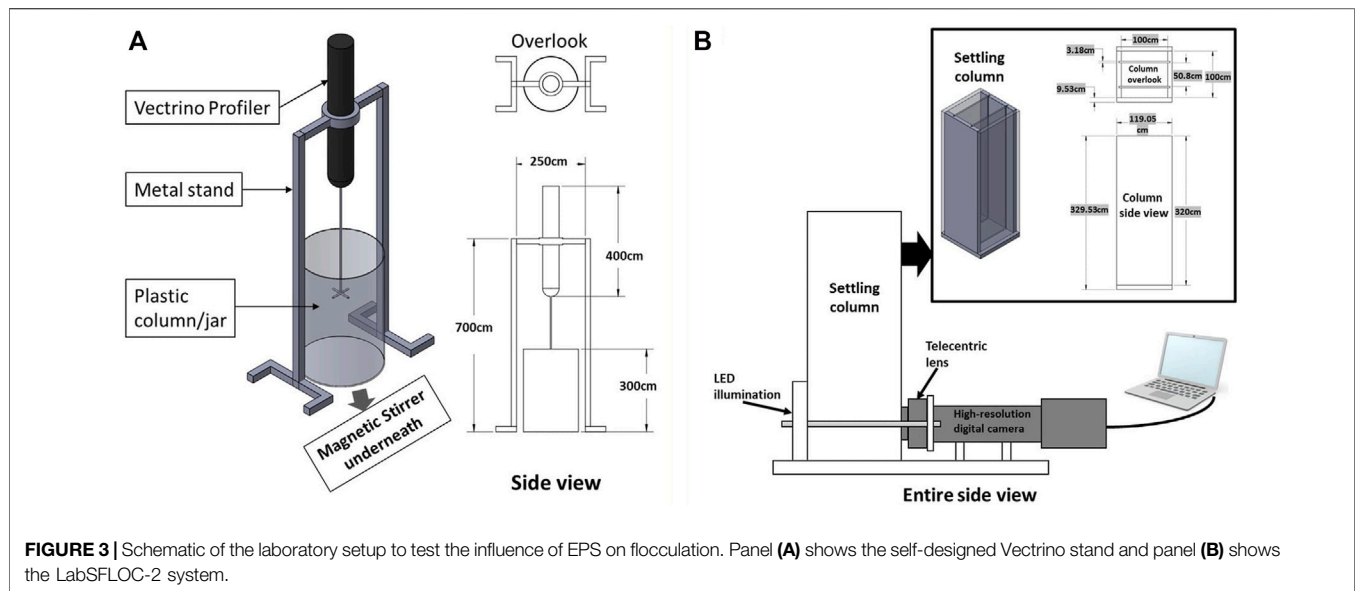 A
Vectrino Profiler
Metal stand
Plastic
column/jar
Magnetic Stirrer
underneath
Overlook
250cm
400cm
700cm
300cm
Side view
B
Settling
column
100cm
3.18cm
Column
overlook
50.8cm
100cm
9.53cm
119.05
cm
Column
side view
329.53cm
320cm
Settling
column
LED
illumination
Telecentric
lens
High-resolution
digital camera
Entire side view
FIGURE 3 | Schematic of the laboratory setup to test the influence of EPS on flocculation. Panel (A) shows the self-designed Vectrino stand and panel (B) shows
the LabSFLOC-2 system.